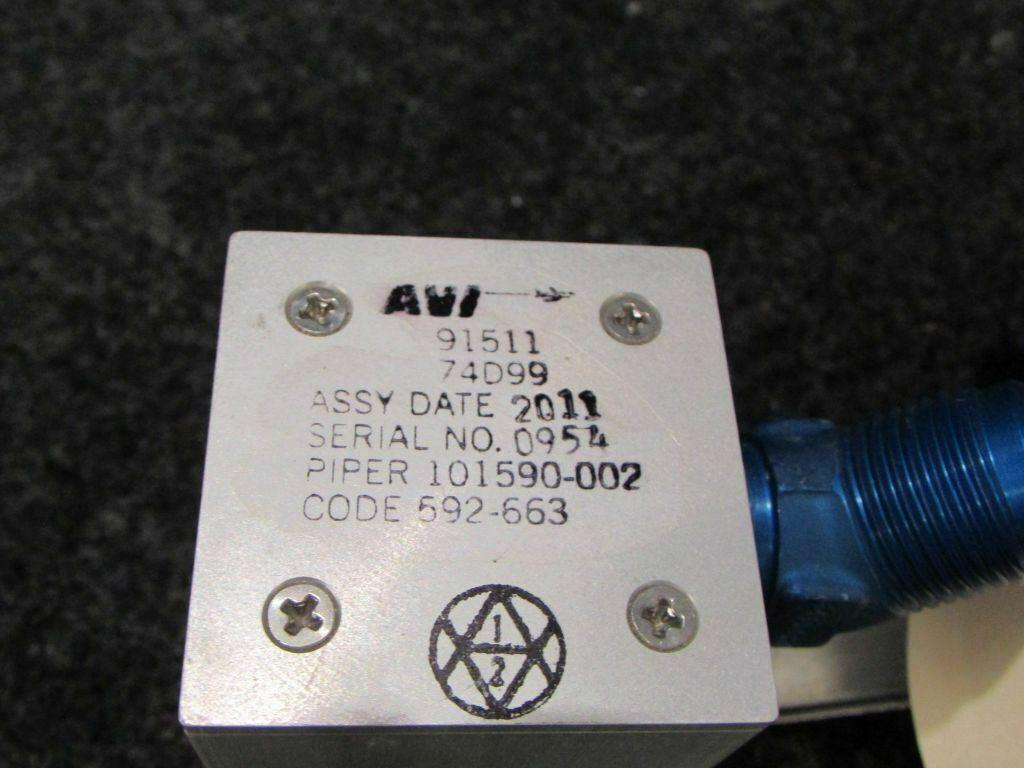 AVI
91511
74D99
ASSY DATE 2011
SERIAL NO. 0954
PIPER 101590-002
CODE 592-663
1
2